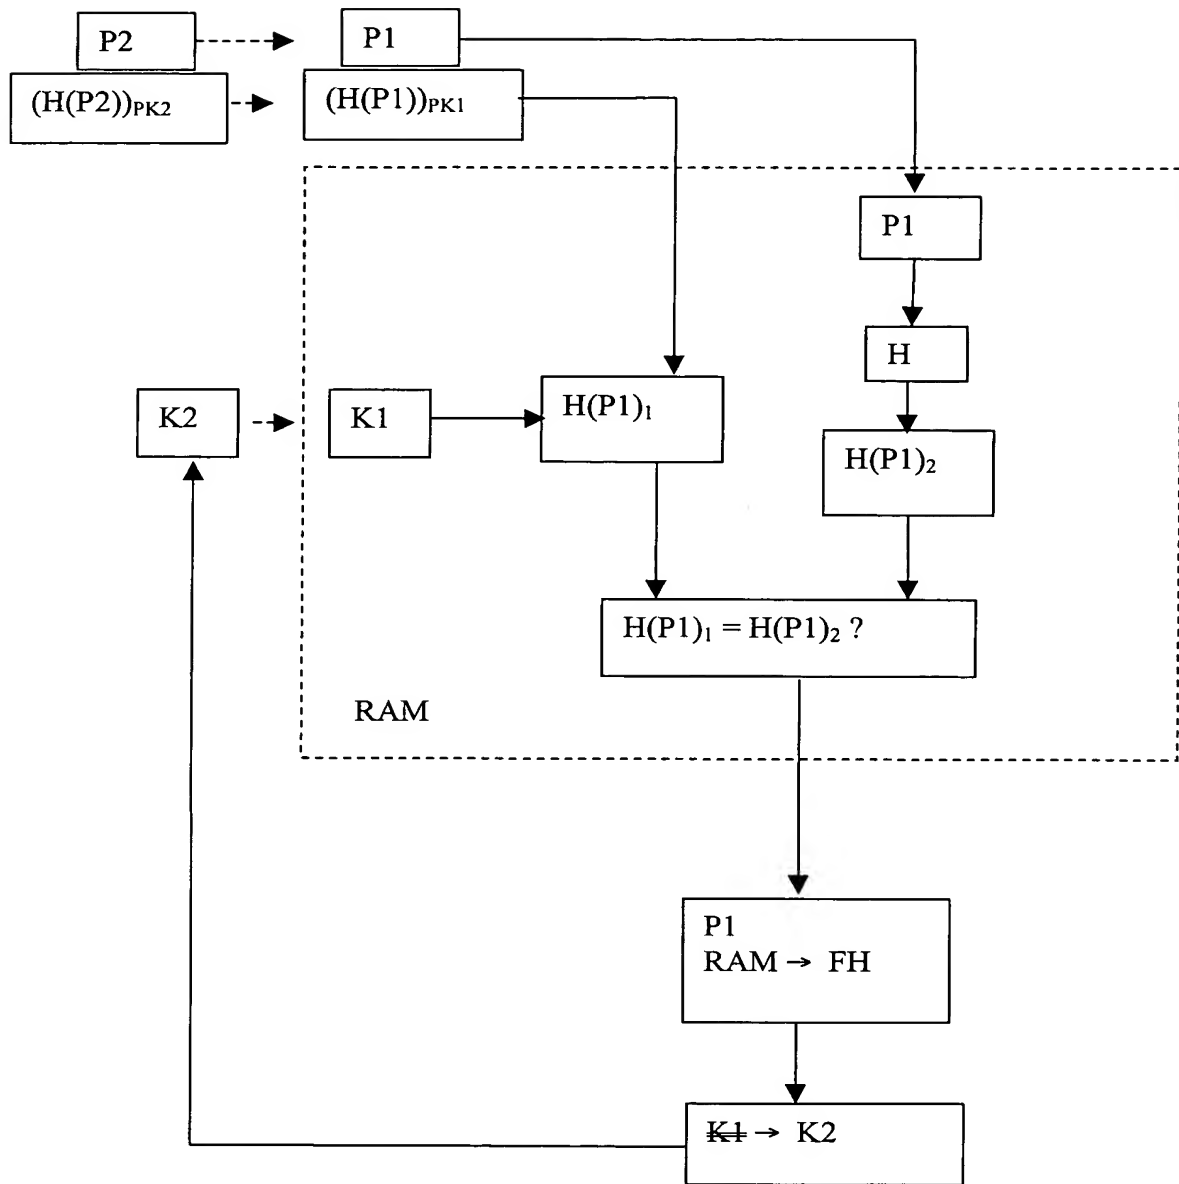 P2
P1
(H(P2))PK2
(H(P1))PK1
P1
H
K2
K1
H(P1)1
H(P1)2
H(P1)1 = H(P1)2 ?
RAM
P1
RAM → FH
K1 → K2